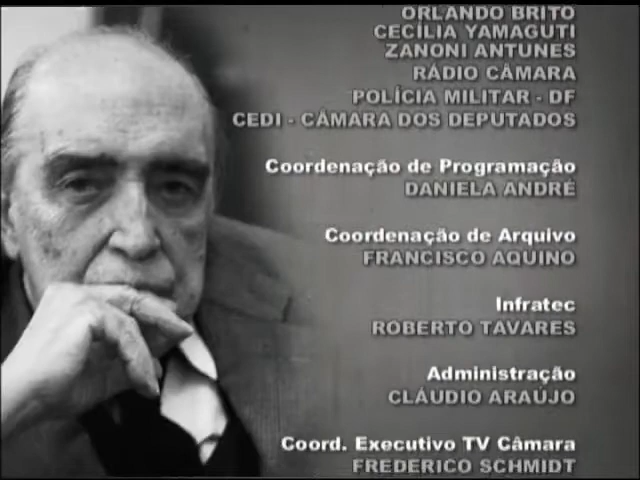 ORLANDO BRITO
CECÍLIA YAMAGUTI
ZANONI ANTUNES
RÁDIO CÂMARA
POLÍCIA MILITAR - DF
CEDI - CÂMARA DOS DEPUTADOS
Coordenação de Programação
DANIELA ANDRÉ
Coordenação de Arquivo
FRANCISCO AQUINO
Infratec
ROBERTO TAVARES
Administração
CLÁUDIO ARAÚJO
Coord. Executivo TV Câmara
FREDERICO SCHMIDT